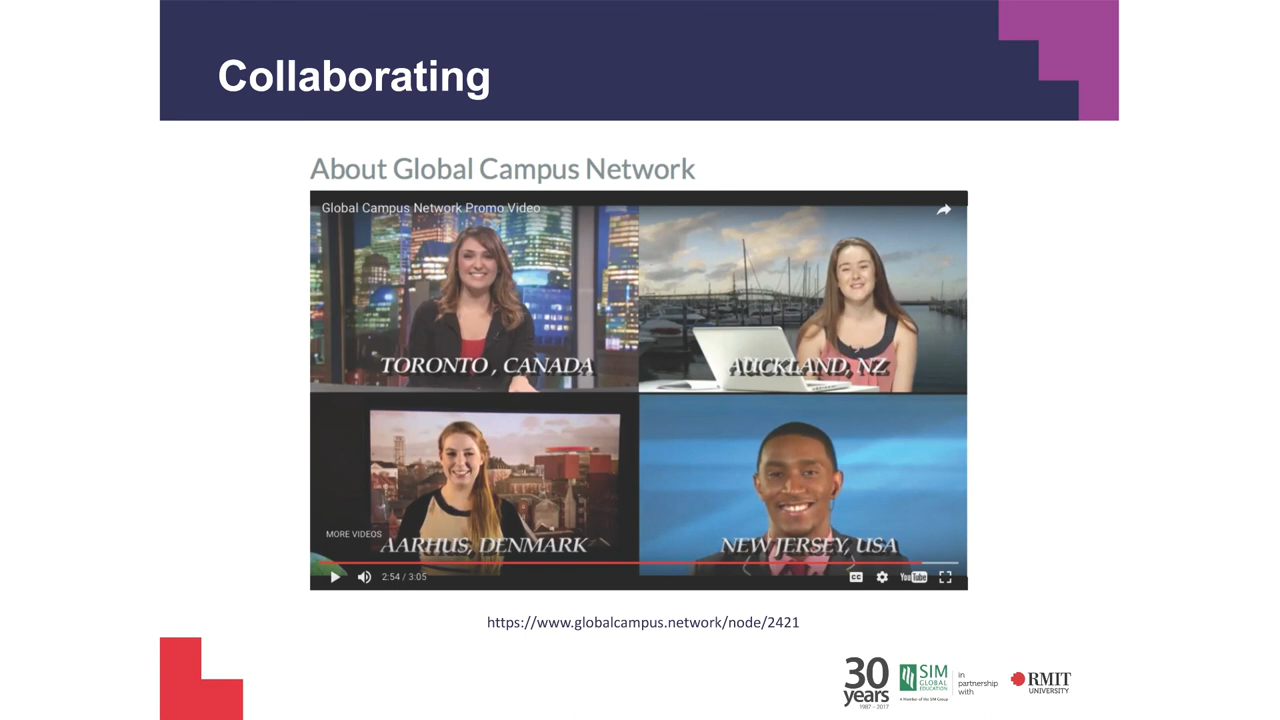 Collaborating
About Global Campus Network
Global Campus Network Promo Video
TORONTO , CANADA
AUCKLAND, NZ
MORE VIDEOS
AARHUS, DENMARK
NEW JERSEY, USA
2:54 / 3:05
CC
YouTube
https://www.globalcampus.network/node/2421
30
years
1987 - 2017
SIM
GLOBAL
EDUCATION
A Member of the SIM Group
in
partnership
with
RMIT
UNIVERSITY